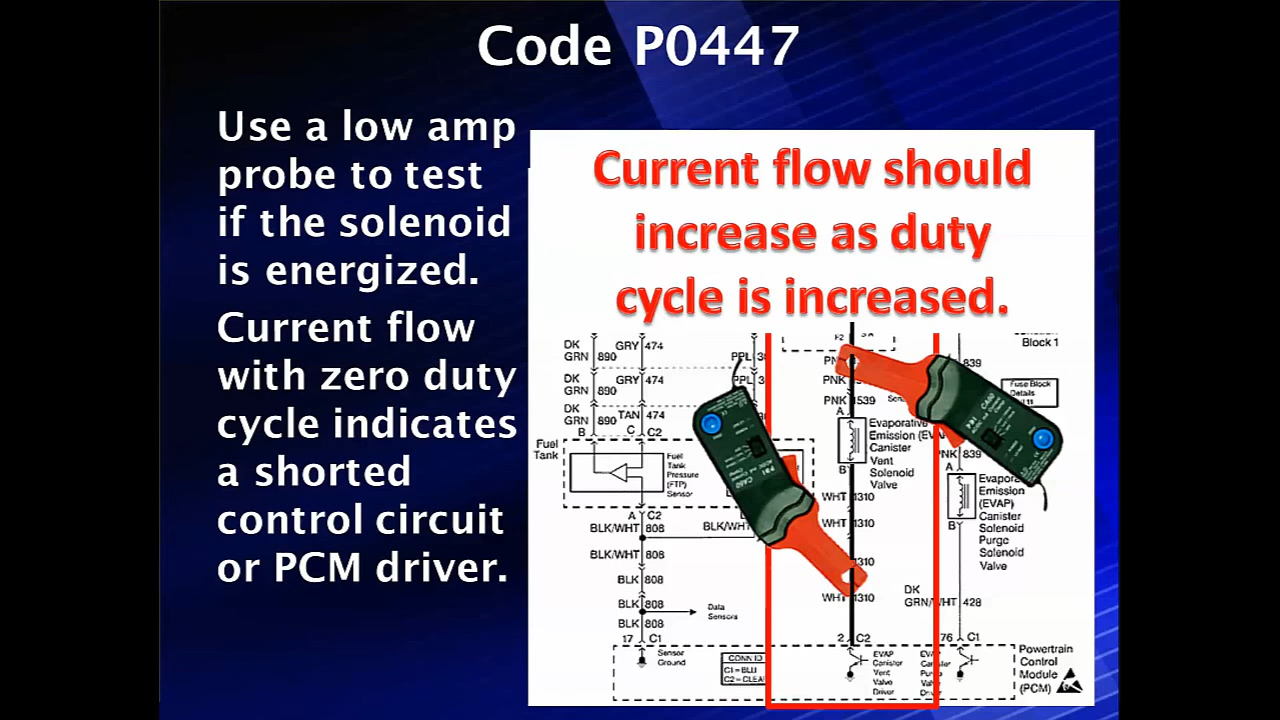 Code P0447
Use a low amp
probe to test
if the solenoid
is energized.
Current flow
with zero duty
cycle indicates
a shorted
control circuit
or PCM driver.
Current flow should
increase as duty
cycle is increased.
Block 1
DK
GRN 890
GRY 474
PPL
839
DK
GRN 890
GRY 474
PPL
PNK
Fuse Block
Details
DK
GRN 890
TAN 474
PNK 1539
B
C C2
A
Fuel
Tank
Fuel
Tank
Pressure
(FTP)
Sensor
Evaporative
Emission
Canister
Vent
Solenoid
Valve
B
PNK 839
A
Evapora
Emission
(EVAP)
Canister
Solenoid
Purge
Solenoid
Valve
B
A C2
BLK/WHT 808
BLK/WHT
WHT 1310
WHT 1310
BLK/WHT 808
1310
BLK 808
WHT 1310
DK
GRN/WHT 428
BLK 808
Data
Sensors
BLK 808
17 C1
2 C2
76 C1
Sensor
Ground
CONN ID
C1=BLU
C2=CLEA
EVAP
Canister
Vent
Valve
Driver
Powertrain
Control
Module
(PCM)